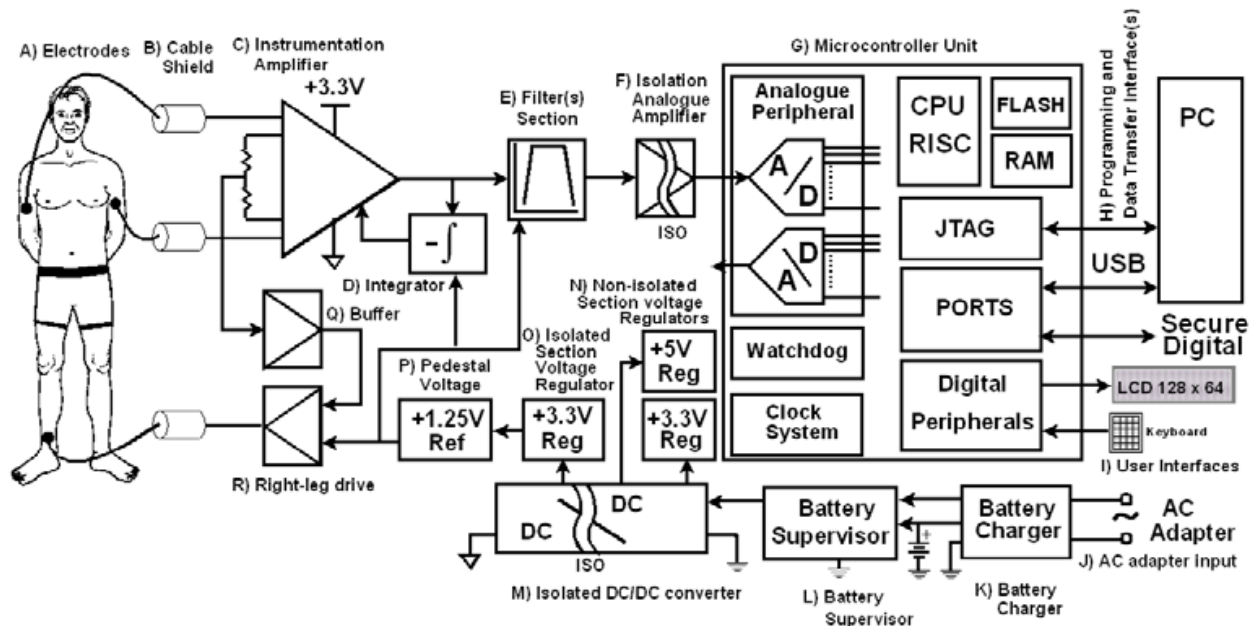 A) Electrodes
B) Cable
Shield
C) Instrumentation
Amplifier
+3.3V
E) Filter(s)
Section
F) Isolation
Analogue
Amplifier
ISO
G) Microcontroller Unit
Analogue
Peripheral
A/D
D/A
CPU
RISC
FLASH
RAM
JTAG
PORTS
Watchdog
Clock
System
Digital
Peripherals
H) Programming and
Data Transfer Interface(s)
PC
USB
Secure
Digital
LCD 128 x 64
Keyboard
I) User Interfaces
-∫
D) Integrator
N) Non-isolated
Section voltage
Regulators
+5V
Reg
+3.3V
Reg
O) Isolated
Section
Voltage
Regulator
+3.3V
Reg
P) Pedestal
Voltage
+1.25V
Ref
Q) Buffer
R) Right-leg drive
DC
DC
ISO
M) Isolated DC/DC converter
Battery
Supervisor
L) Battery
Supervisor
+
Battery
Charger
K) Battery
Charger
AC
~
Adapter
J) AC adapter input